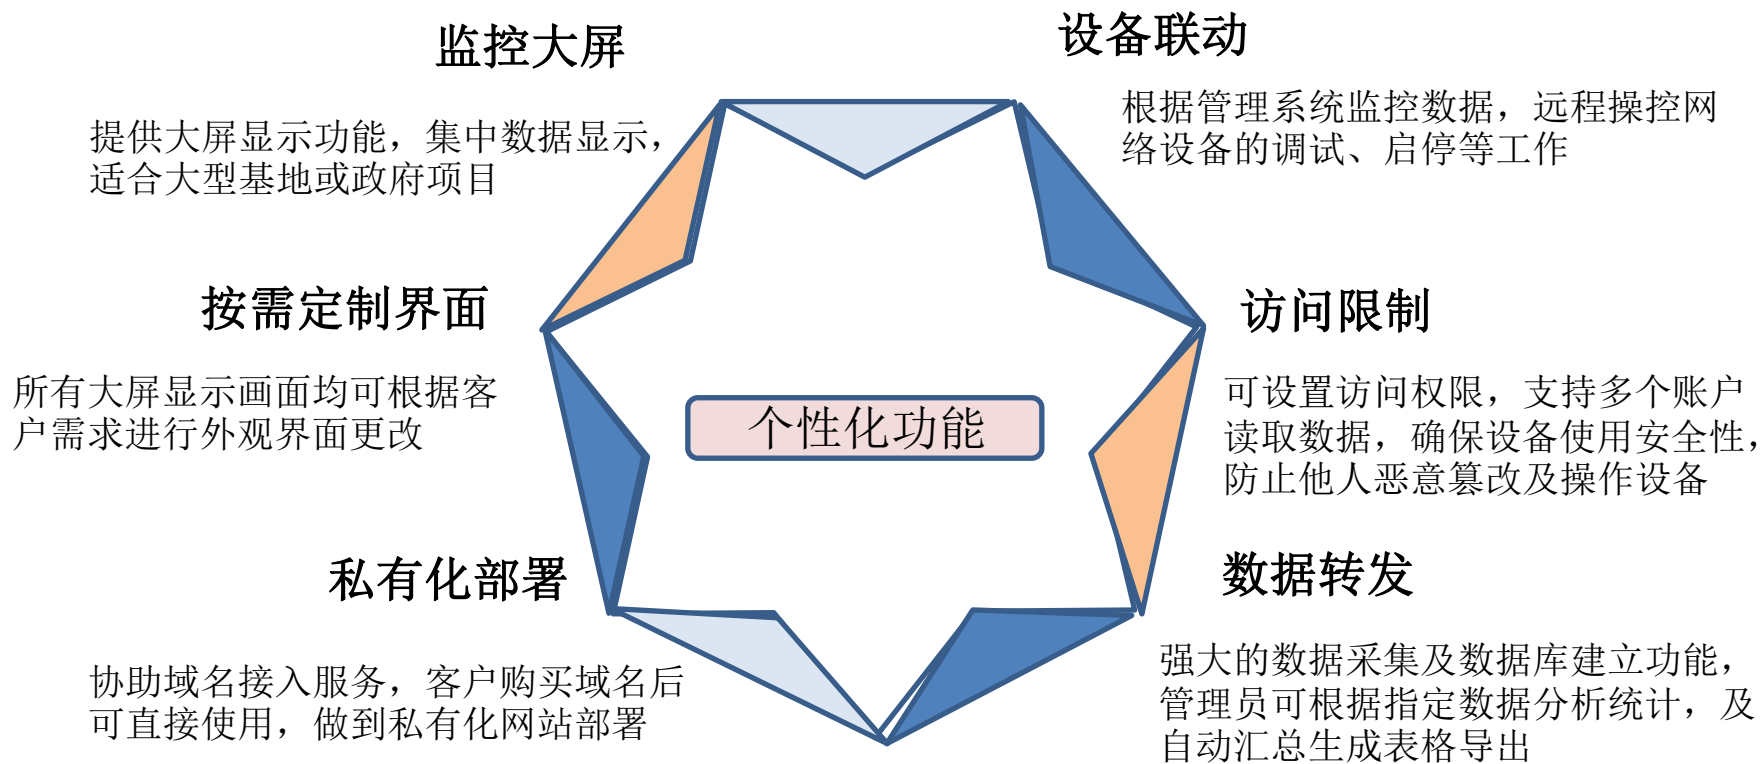 监控大屏
提供大屏显示功能，集中数据显示，
适合大型基地或政府项目
设备联动
根据管理系统监控数据，远程操控网
络设备的调试、启停等工作
按需定制界面
所有大屏显示画面均可根据客
户需求进行外观界面更改
个性化功能
访问限制
可设置访问权限，支持多个账户
读取数据，确保设备使用安全性，
防止他人恶意篡改及操作设备
私有化部署
协助域名接入服务，客户购买域名后
可直接使用，做到私有化网站部署
数据转发
强大的数据采集及数据库建立功能，
管理员可根据指定数据分析统计，及
自动汇总生成表格导出